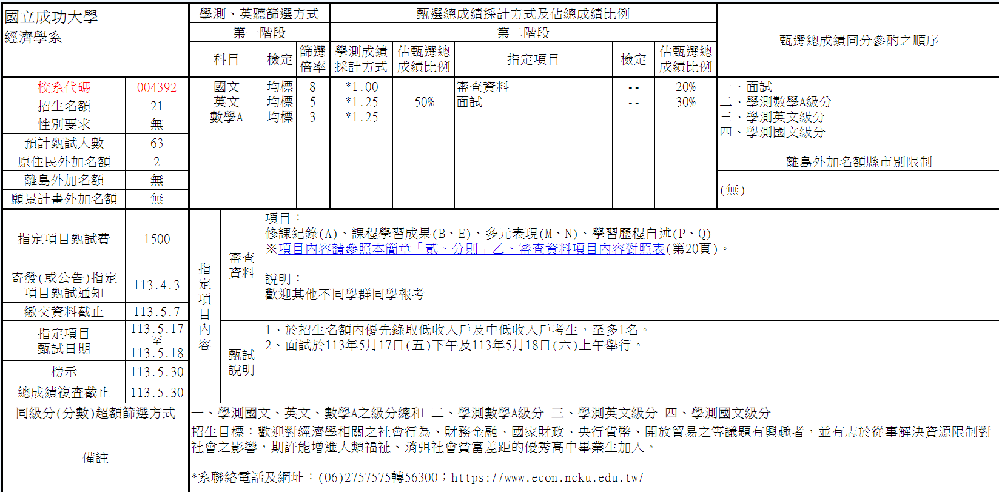 國立成功大學
經濟學系
學測、英聽篩選方式
甄選總成績採計方式及佔總成績比例
甄選總成績同分參酌之順序
第一階段
第二階段
科目
檢定
篩選
倍率
學測成績
採計方式
佔甄選總
成績比例
指定項目
檢定
佔甄選總
成績比例
校系代碼 004392
招生名額 21
性別要求 無
預計甄試人數 63
原住民外加名額 2
離島外加名額 無
願景計畫外加名額 無
國文 均標 8 *1.00
英文 均標 5 *1.25
數學A 均標 3 *1.25
50%
審查資料 -- 20%
面試 -- 30%
一、面試
二、學測數學A級分
三、學測英文級分
四、學測國文級分
離島外加名額縣市別限制
(無)
指定項目甄試費 1500
寄發(或公告)指定
項目甄試通知
113.4.3
繳交資料截止 113.5.7
指定項目
甄試日期
113.5.17
至
113.5.18
榜示 113.5.30
總成績複查截止 113.5.30
指
定
項
目
內
容
審查
資料
項目：
修課紀錄(A)、課程學習成果(B、E)、多元表現(M、N)、學習歷程自述(P、Q)
※項目內容請參照本簡章「貳、分則」乙、審查資料項目內容對照表(第20頁)。
說明：
歡迎其他不同學群同學報考
甄試
說明
1、於招生名額內優先錄取低收入戶及中低收入戶考生，至多1名。
2、面試於113年5月17日(五)下午及113年5月18日(六)上午舉行。
同級分(分數)超額篩選方式
一、學測國文、英文、數學A之級分總和 二、學測數學A級分 三、學測英文級分 四、學測國文級分
備註
招生目標：歡迎對經濟學相關之社會行為、財務金融、國家財政、央行貨幣、開放貿易之等議題有興趣者，並有志於從事解決資源限制對
社會之影響，期許能增進人類福祉、消弭社會貧富差距的優秀高中畢業生加入。
*系聯絡電話及網址：(06)2757575轉56300；https://www.econ.ncku.edu.tw/